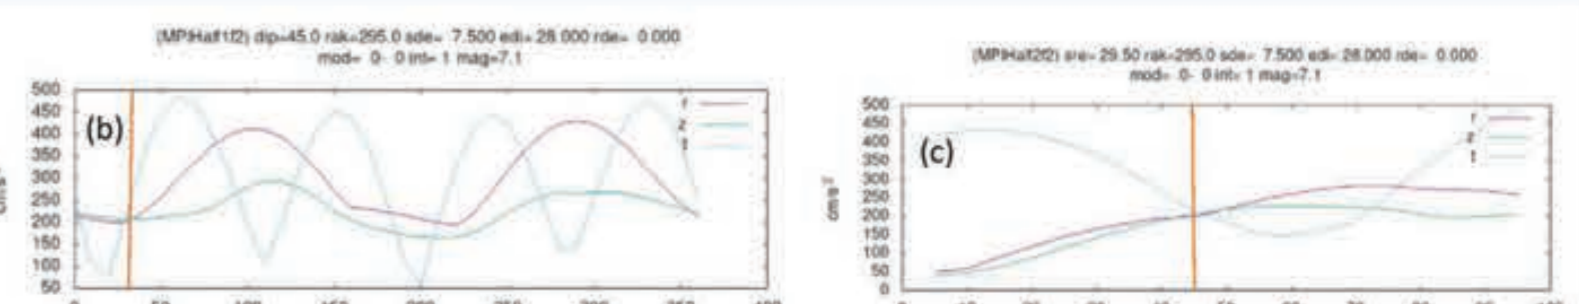 (MPIHalf1f2) dip=45.0 rak=295.0 sde= 7.500 edi= 28.000 rde= 0.000
mod= 0- 0 int= 1 mag=7.1
500
450
400
350
300
250
200
150
100
50
(b)
r
z
t
(MPIHalf2f2) sre= 29.50 rak=295.0 sde= 7.500 edi= 28.000 rde= 0.000
mod= 0- 0 int= 1 mag=7.1
500
450
400
350
300
250
200
150
100
50
0
cm s⁻²
(c)
r
z
t